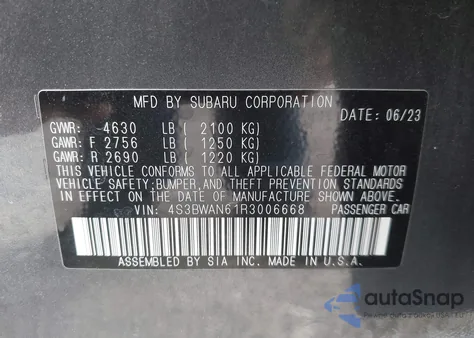 MFD BY SUBARU CORPORATION
DATE: 06/23
GVWR: 4630 LB ( 2100 KG)
GAWR: F 2756 LB ( 1250 KG)
GAWR: R 2690 LB ( 1220 KG)
THIS VEHICLE CONFORMS TO ALL APPLICABLE FEDERAL MOTOR
VEHICLE SAFETY, BUMPER, AND THEFT PREVENTION STANDARDS
IN EFFECT ON THE DATE OF MANUFACTURE SHOWN ABOVE.
VIN: 4S3BWAN61R3006668 PASSENGER CAR
ASSEMBLED BY SIA INC. MADE IN U.S.A.
autoSnap